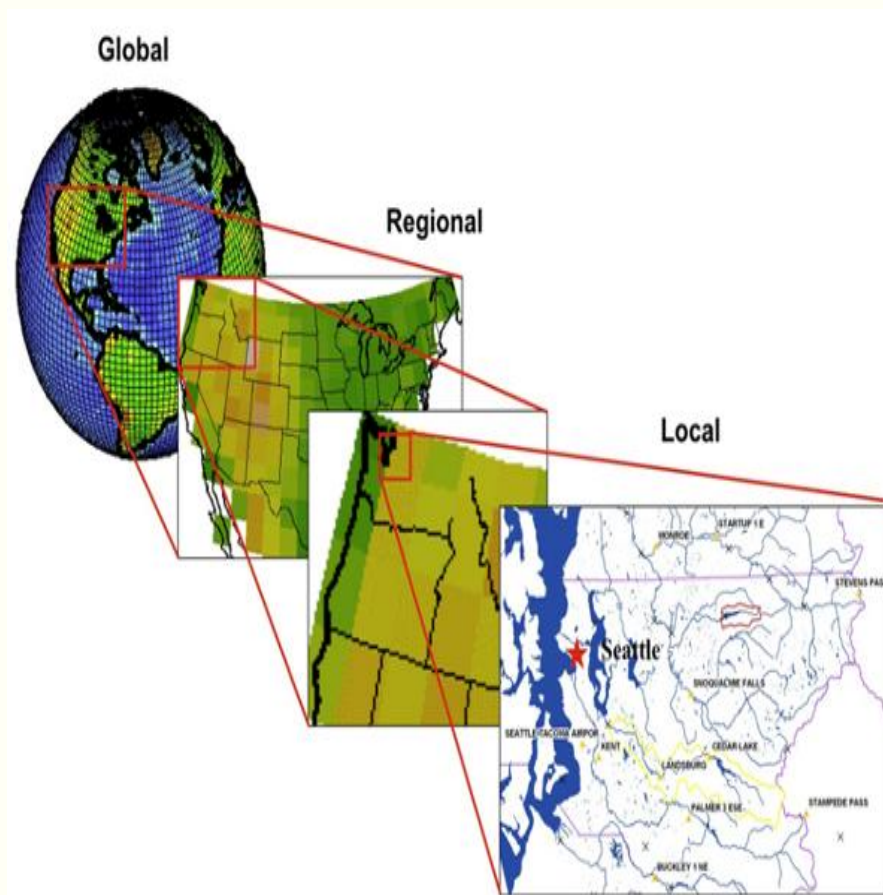 Global
Regional
Local
STARTUP 1 E
MONROE
STEVENS PAS
Seattle
SNOQUALMIE FALLS
SEATTLE-TACOMA AIRPOR
KENT
CEDAR LAKE
LANDSBURG
PALMER 3 ESE
STAMPEDE PASS
BUCKLEY 1 NE